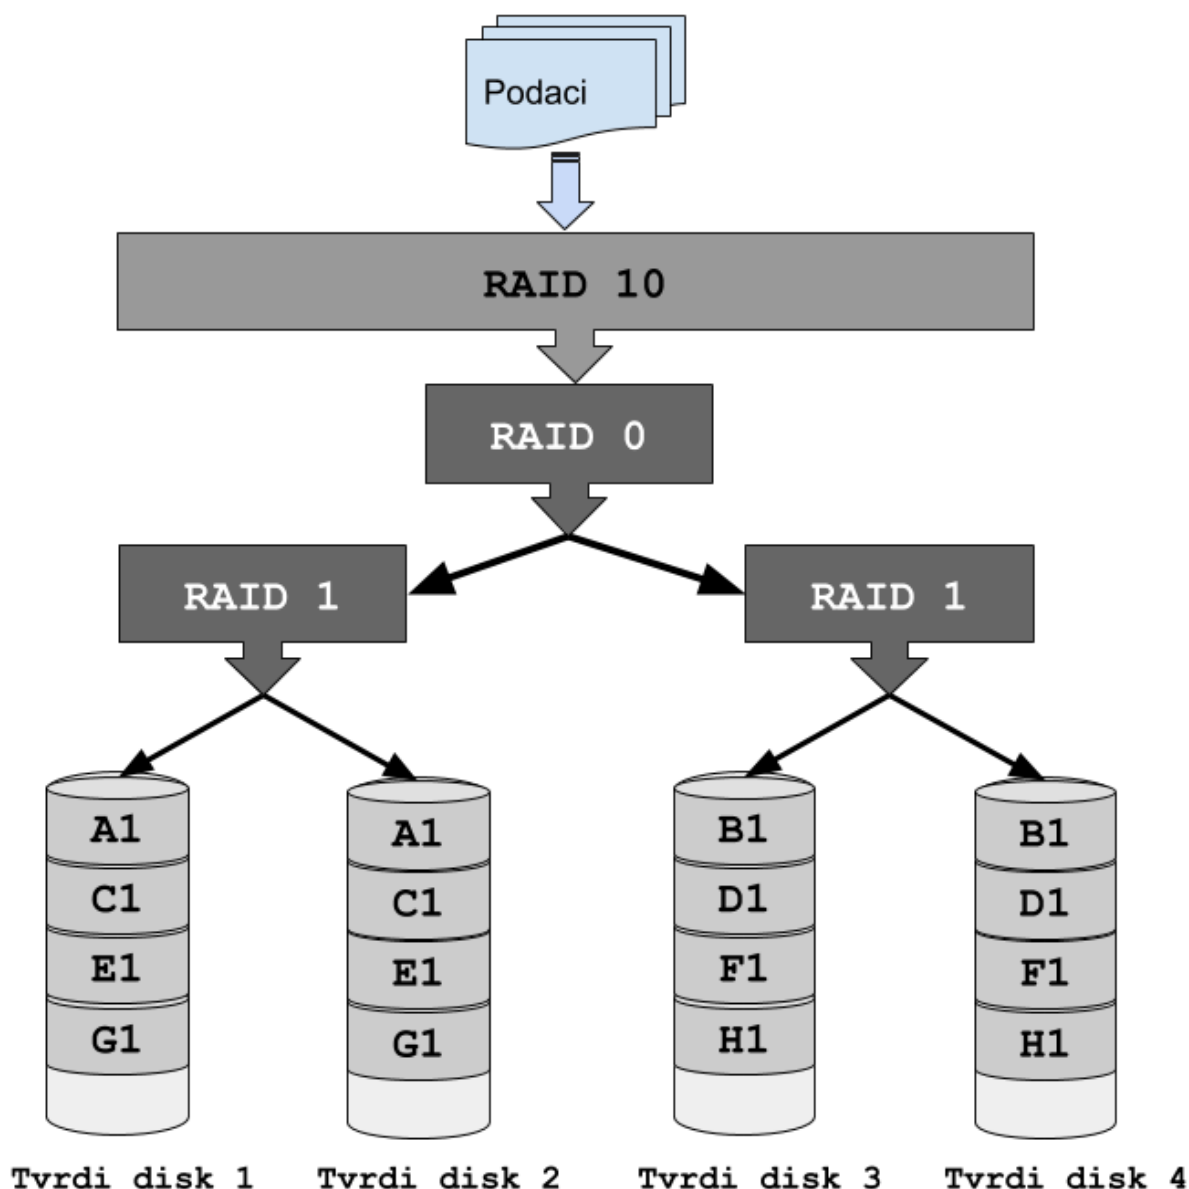 Podaci
RAID 10
RAID 0
RAID 1 RAID 1
A1 A1 B1 B1
C1 C1 D1 D1
E1 E1 F1 F1
G1 G1 H1 H1
Tvrdi disk 1 Tvrdi disk 2 Tvrdi disk 3 Tvrdi disk 4